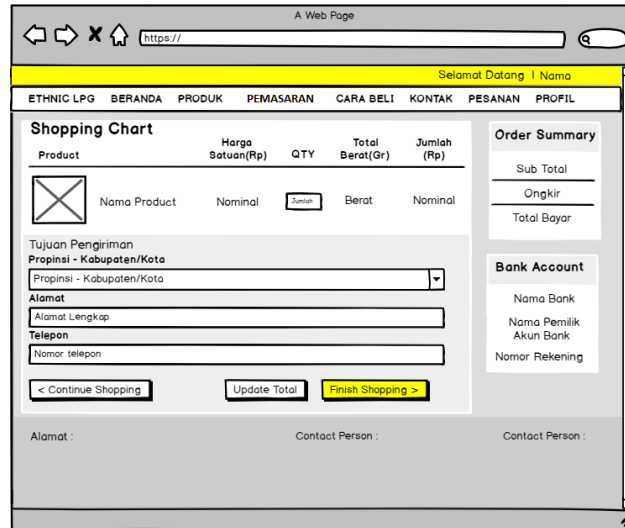 A Web Page
https://
Selamat Datang | Nama
ETHNIC LPG BERANDA PRODUK PEMASARAN CARA BELI KONTAK PESANAN PROFIL
Shopping Chart
Product Harga Satuan(Rp) QTY Total Berat(Gr) Jumlah (Rp)
Nama Product Nominal Jumlah Berat Nominal
Tujuan Pengiriman
Propinsi - Kabupaten/Kota
Propinsi - Kabupaten/Kota
Alamat
Alamat Lengkap
Telepon
Nomor telepon
< Continue Shopping Update Total Finish Shopping >
Order Summary
Sub Total
Ongkir
Total Bayar
Bank Account
Nama Bank
Nama Pemilik
Akun Bank
Nomor Rekening
Alamat : Contact Person : Contact Person :